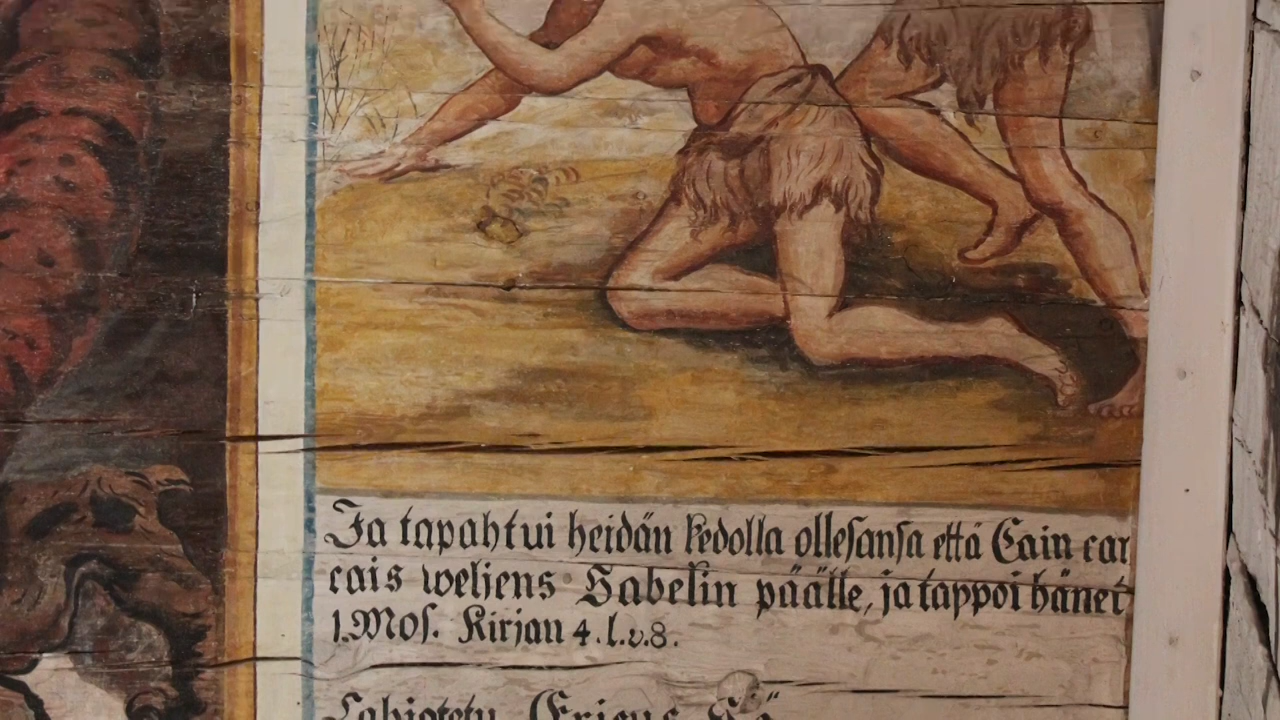 Ja tapahtui heidän kedolla ollesansa että Cain car
cais weljens Habelin päälle, ja tappoi hänet
1.Mos. Kirjan 4.l.v.8.
Lahjotettu